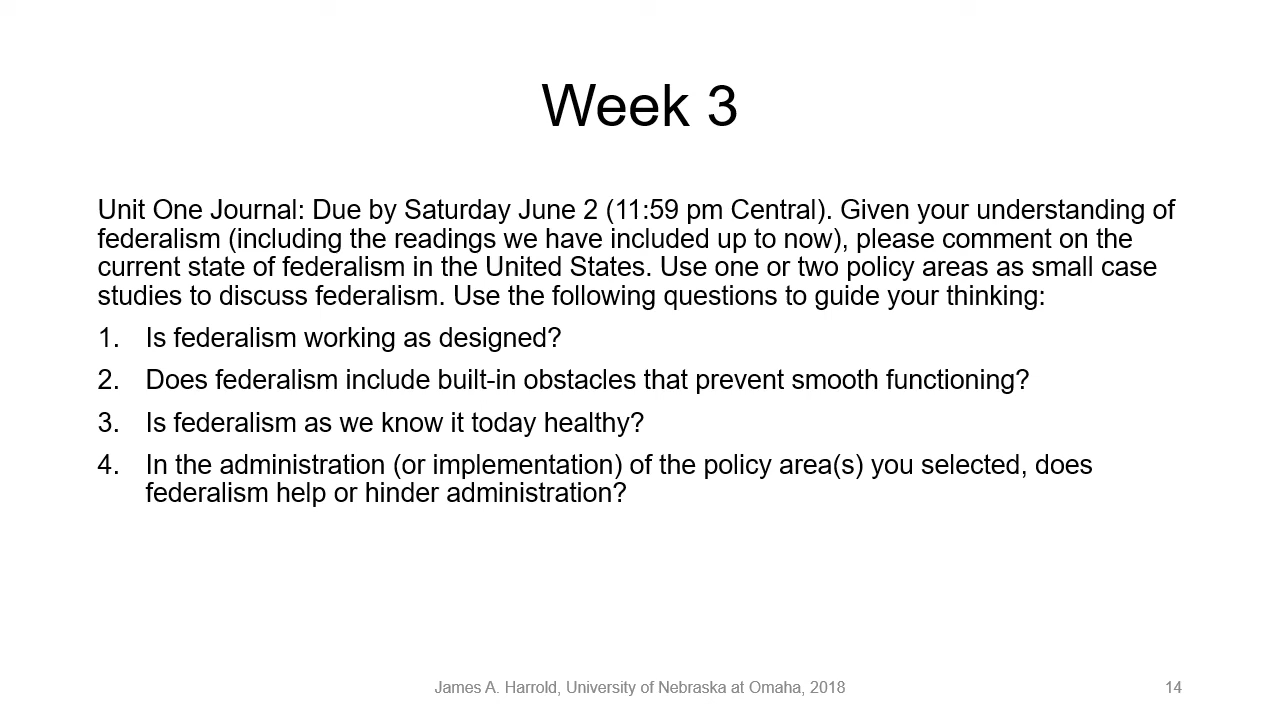 Week 3
Unit One Journal: Due by Saturday June 2 (11:59 pm Central). Given your understanding of
federalism (including the readings we have included up to now), please comment on the
current state of federalism in the United States. Use one or two policy areas as small case
studies to discuss federalism. Use the following questions to guide your thinking:
1. Is federalism working as designed?
2. Does federalism include built-in obstacles that prevent smooth functioning?
3. Is federalism as we know it today healthy?
4. In the administration (or implementation) of the policy area(s) you selected, does
federalism help or hinder administration?
James A. Harrold, University of Nebraska at Omaha, 2018
14